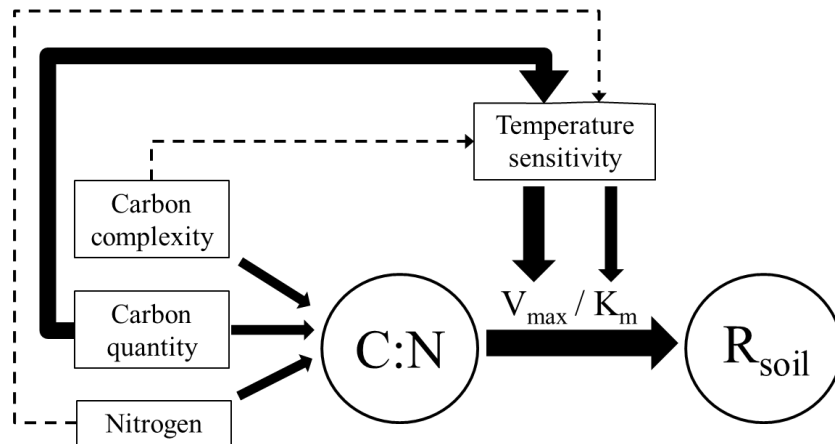 Temperature
sensitivity
Carbon
complexity
Carbon
quantity
Nitrogen
C:N
Vmax / Km
Rsoil